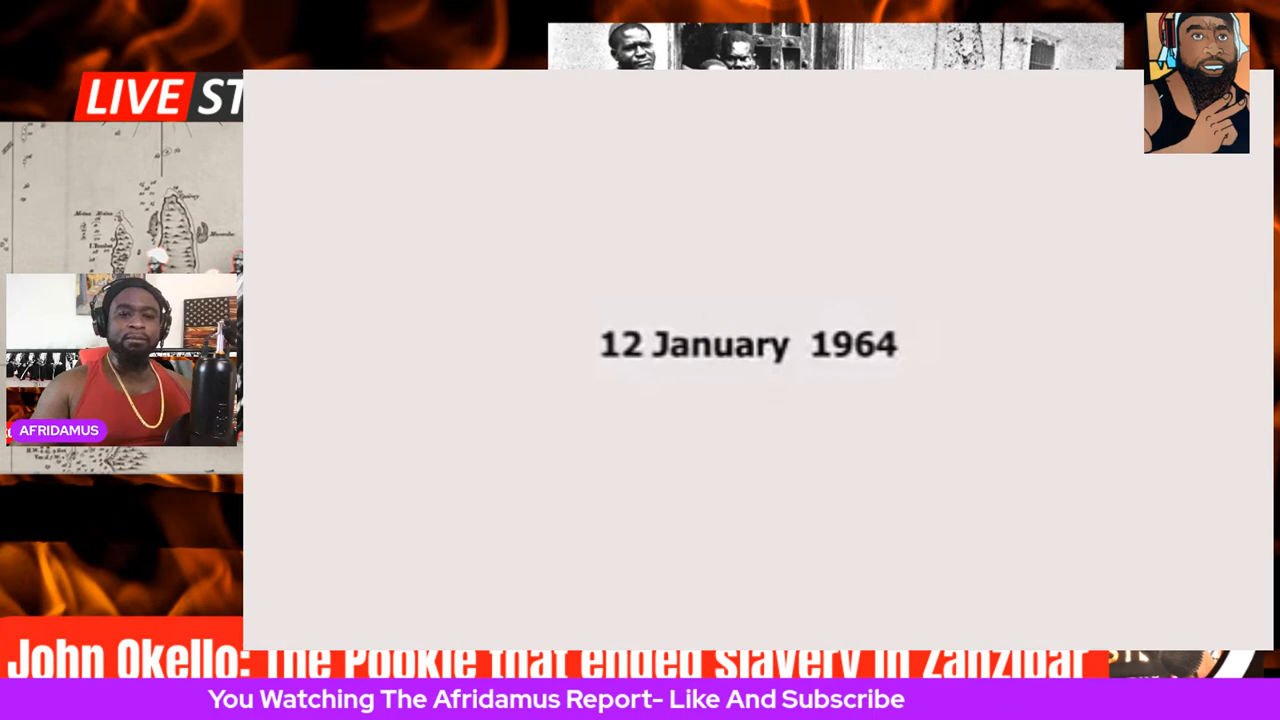 LIVE ST
12 January 1964
AFRIDAMUS
John Okello: The Pookie that ended slavery in Zanzibar
You Watching The Afridamus Report- Like And Subscribe